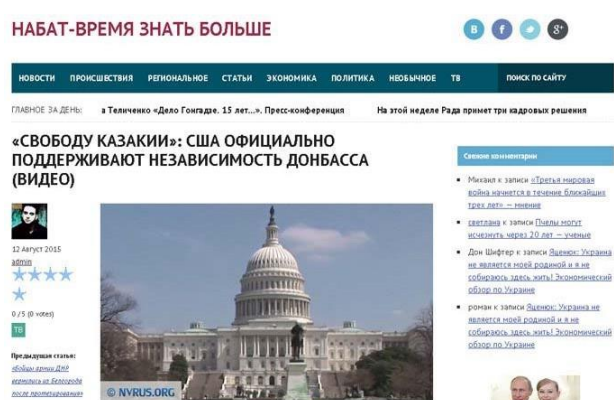 НАБАТ-ВРЕМЯ ЗНАТЬ БОЛЬШЕ
НОВОСТИ ПРОИСШЕСТВИЯ РЕГИОНАЛЬНОЕ СТАТЬИ ЭКОНОМИКА ПОЛИТИКА НЕОБЫЧНОЕ ТВ ПОИСК ПО САЙТУ
ГЛАВНОЕ ЗА ДЕНЬ: а Теличенко «Дело Гонгадзе. 15 лет...». Пресс-конференция На этой неделе Рада примет три кадровых решения
«СВОБОДУ КАЗАКИИ»: США ОФИЦИАЛЬНО
ПОДДЕРЖИВАЮТ НЕЗАВИСИМОСТЬ ДОНБАССА
(ВИДЕО)
12 Август 2015
admin
0 / 5 (0 votes)
ТВ
Предыдущая статья:
«Бойцы армии ДНР
вернулись из Белгорода
после протезирования»
© NVRUS.ORG
Свежие комментарии
Михаил к записи «Третья мировая
война начнется в течение ближайших
трех лет» — мнение
светлана к записи Пчелы могут
исчезнуть через 20 лет — ученые
Дон Шифтер к записи Яценюк: Украина
не является моей родиной и я не
собираюсь здесь жить! Экономический
обзор по Украине
роман к записи Яценюк: Украина не
является моей родиной и я не
собираюсь здесь жить! Экономический
обзор по Украине